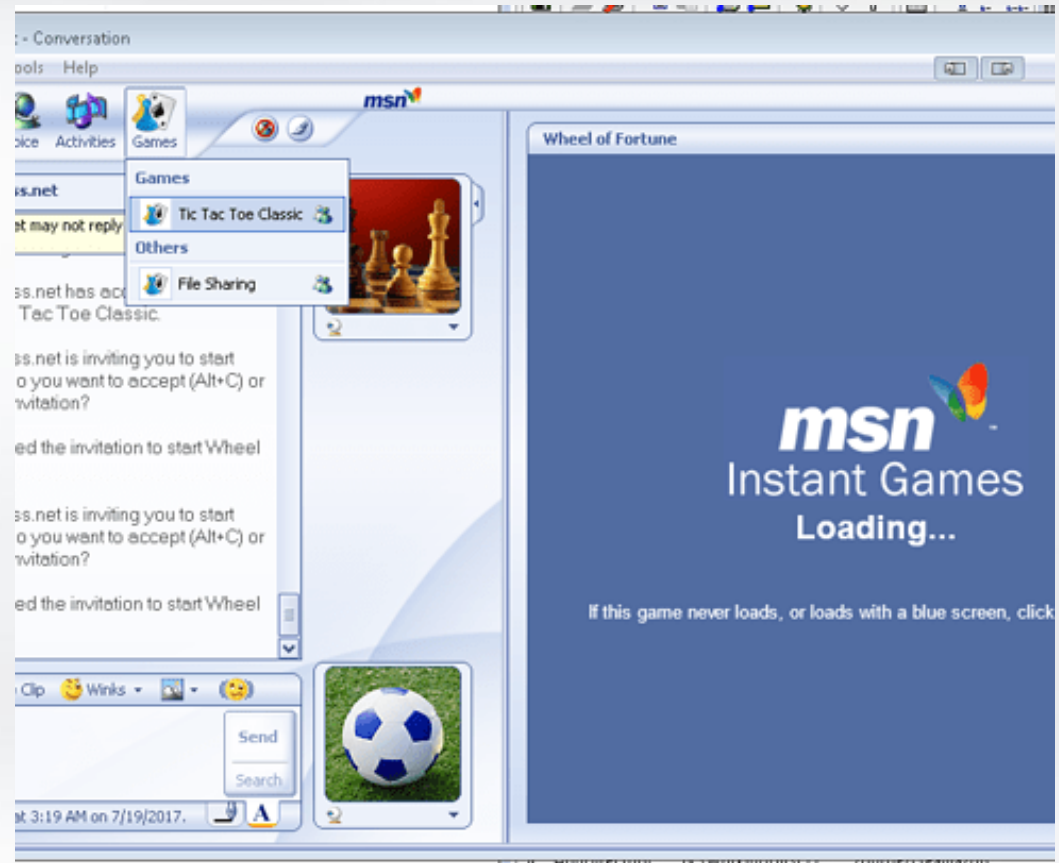 - Conversation
ools Help
oice Activities Games
msn
Games
Tic Tac Toe Classic
Others
File Sharing
ss.net
et may not reply
ss.net has acc
Tac Toe Classic.
ss.net is inviting you to start
o you want to accept (Alt+C) or
nvitation?
ed the invitation to start Wheel
ss.net is inviting you to start
o you want to accept (Alt+C) or
nvitation?
ed the invitation to start Wheel
Clip Winks
Send
Search
at 3:19 AM on 7/19/2017.
A
Wheel of Fortune
msn
Instant Games
Loading...
If this game never loads, or loads with a blue screen, click